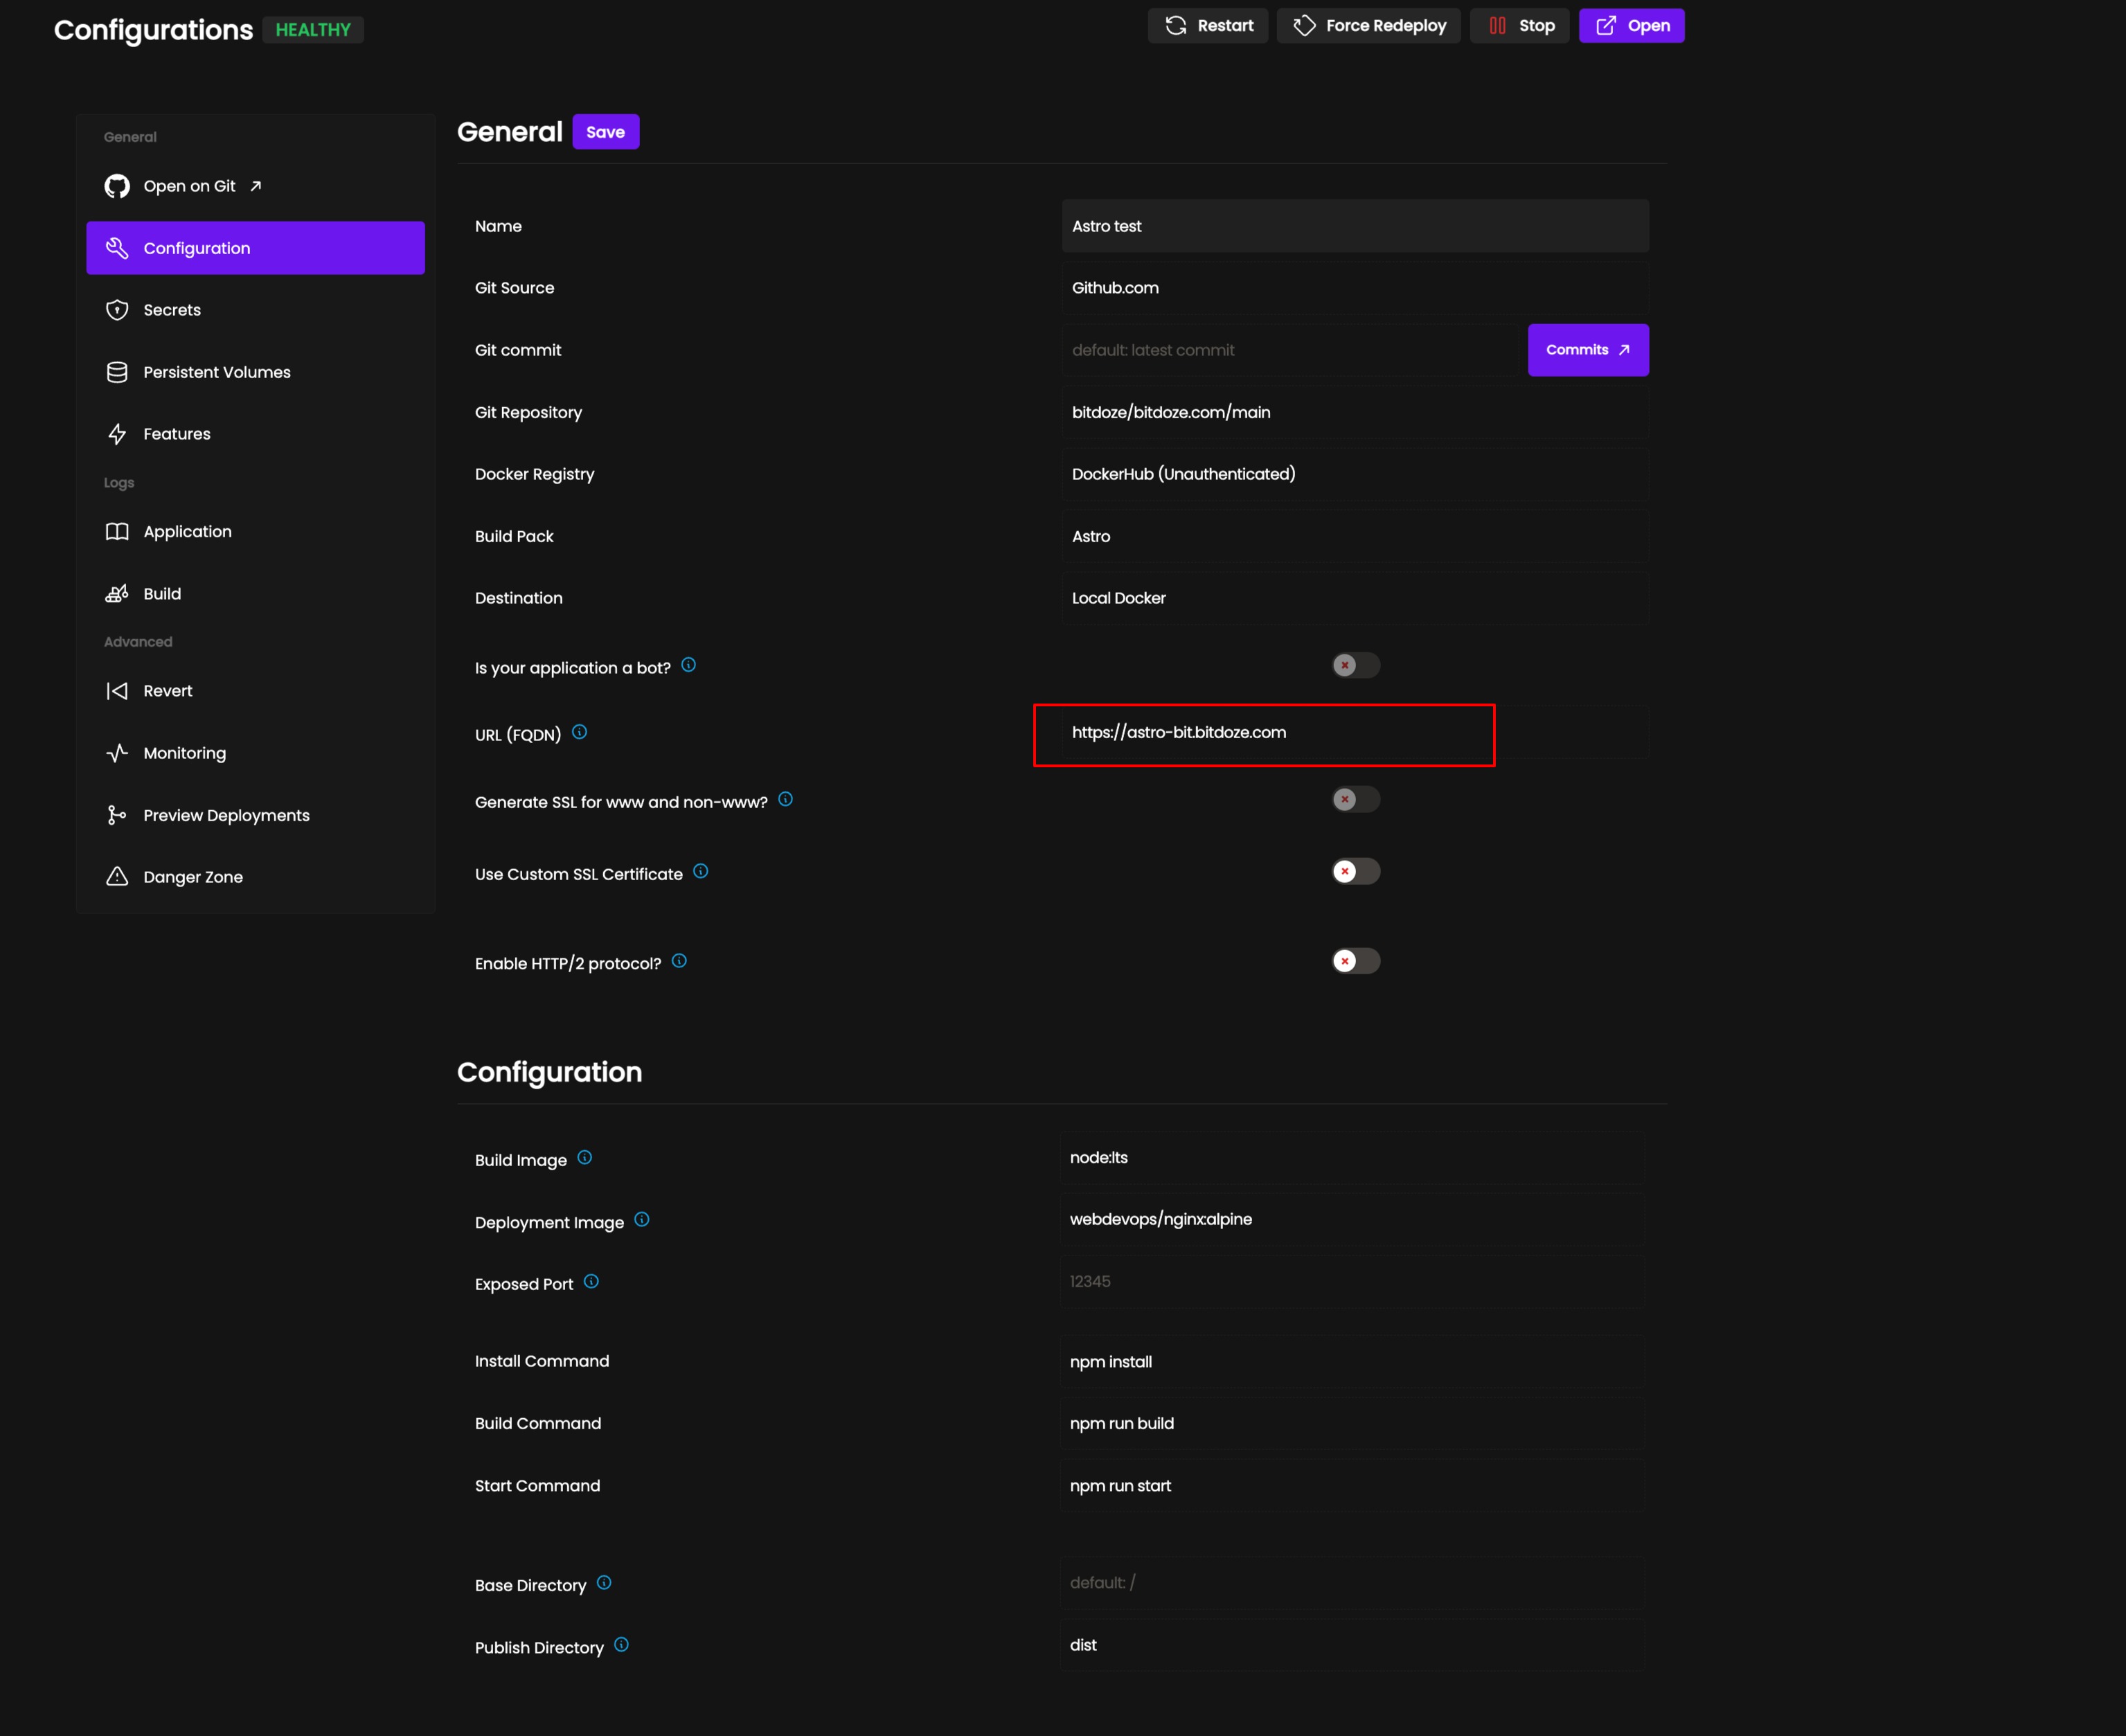 Configurations HEALTHY
Restart Force Redeploy Stop Open
General
Open on Git
Configuration
Secrets
Persistent Volumes
Features
Logs
Application
Build
Advanced
Revert
Monitoring
Preview Deployments
Danger Zone
General Save
Name Astro test
Git Source Github.com
Git commit default: latest commit Commits
Git Repository bitdoze/bitdoze.com/main
Docker Registry DockerHub (Unauthenticated)
Build Pack Astro
Destination Local Docker
Is your application a bot?
URL (FQDN) https://astro-bit.bitdoze.com
Generate SSL for www and non-www?
Use Custom SSL Certificate
Enable HTTP/2 protocol?
Configuration
Build Image node:lts
Deployment Image webdevops/nginx:alpine
Exposed Port 12345
Install Command npm install
Build Command npm run build
Start Command npm run start
Base Directory default: /
Publish Directory dist